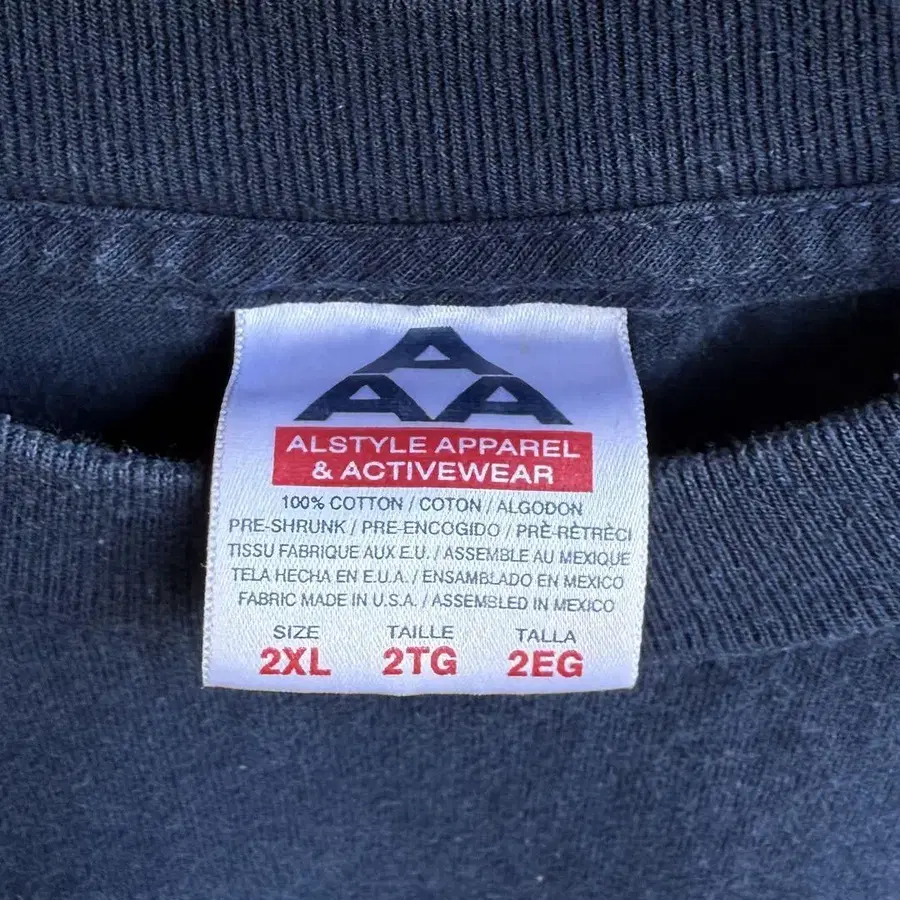 AAA
ALSTYLE APPAREL
& ACTIVEWEAR
100% COTTON / COTON / ALGODON
PRE-SHRUNK / PRE-ENCOGIDO / PRÈ-RÈTRÈCI
TISSU FABRIQUE AUX E.U. / ASSEMBLE AU MEXIQUE
TELA HECHA EN E.U.A. / ENSAMBLADO EN MEXICO
FABRIC MADE IN U.S.A. / ASSEMBLED IN MEXICO
SIZE TAILLE TALLA
2XL 2TG 2EG